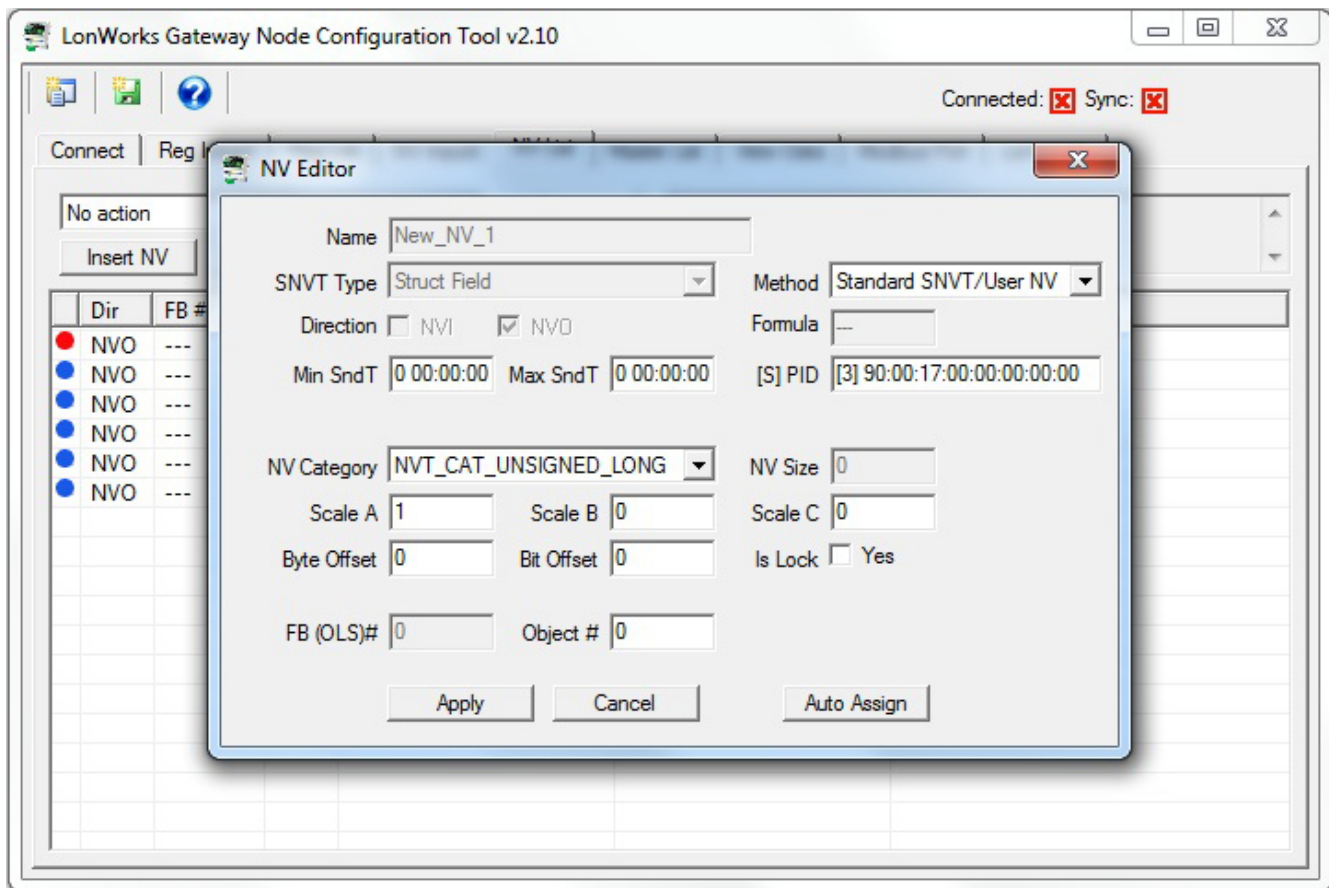 LonWorks Gateway Node Configuration Tool v2.10
Connected: Sync:
Connect Reg
NV Editor
No action
Insert NV
Name New_NV_1
SNVT Type Struct Field Method Standard SNVT/User NV
Direction NVI NVO Formula ---
Min SndT 0 00:00:00 Max SndT 0 00:00:00 [S] PID [3] 90:00:17:00:00:00:00:00
NV Category NVT_CAT_UNSIGNED_LONG NV Size 0
Scale A 1 Scale B 0 Scale C 0
Byte Offset 0 Bit Offset 0 Is Lock Yes
FB (OLS)# 0 Object # 0
Apply Cancel Auto Assign
Dir FB #
NVO ---
NVO ---
NVO ---
NVO ---
NVO ---
NVO ---